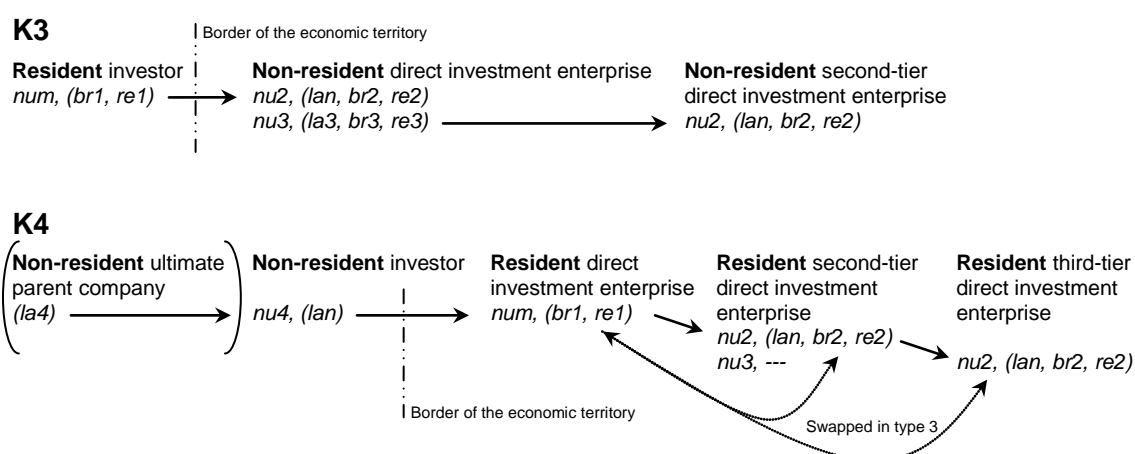 K3
Border of the economic territory
Resident investor
num, (br1, re1)
Non-resident direct investment enterprise
nu2, (lan, br2, re2)
nu3, (la3, br3, re3)
Non-resident second-tier
direct investment enterprise
nu2, (lan, br2, re2)
K4
Non-resident ultimate
parent company
(la4)
Non-resident investor
nu4, (lan)
Resident direct
investment enterprise
num, (br1, re1)
Resident second-tier
direct investment
enterprise
nu2, (lan, br2, re2)
nu3, ---
Resident third-tier
direct investment
enterprise
nu2, (lan, br2, re2)
Border of the economic territory
Swapped in type 3